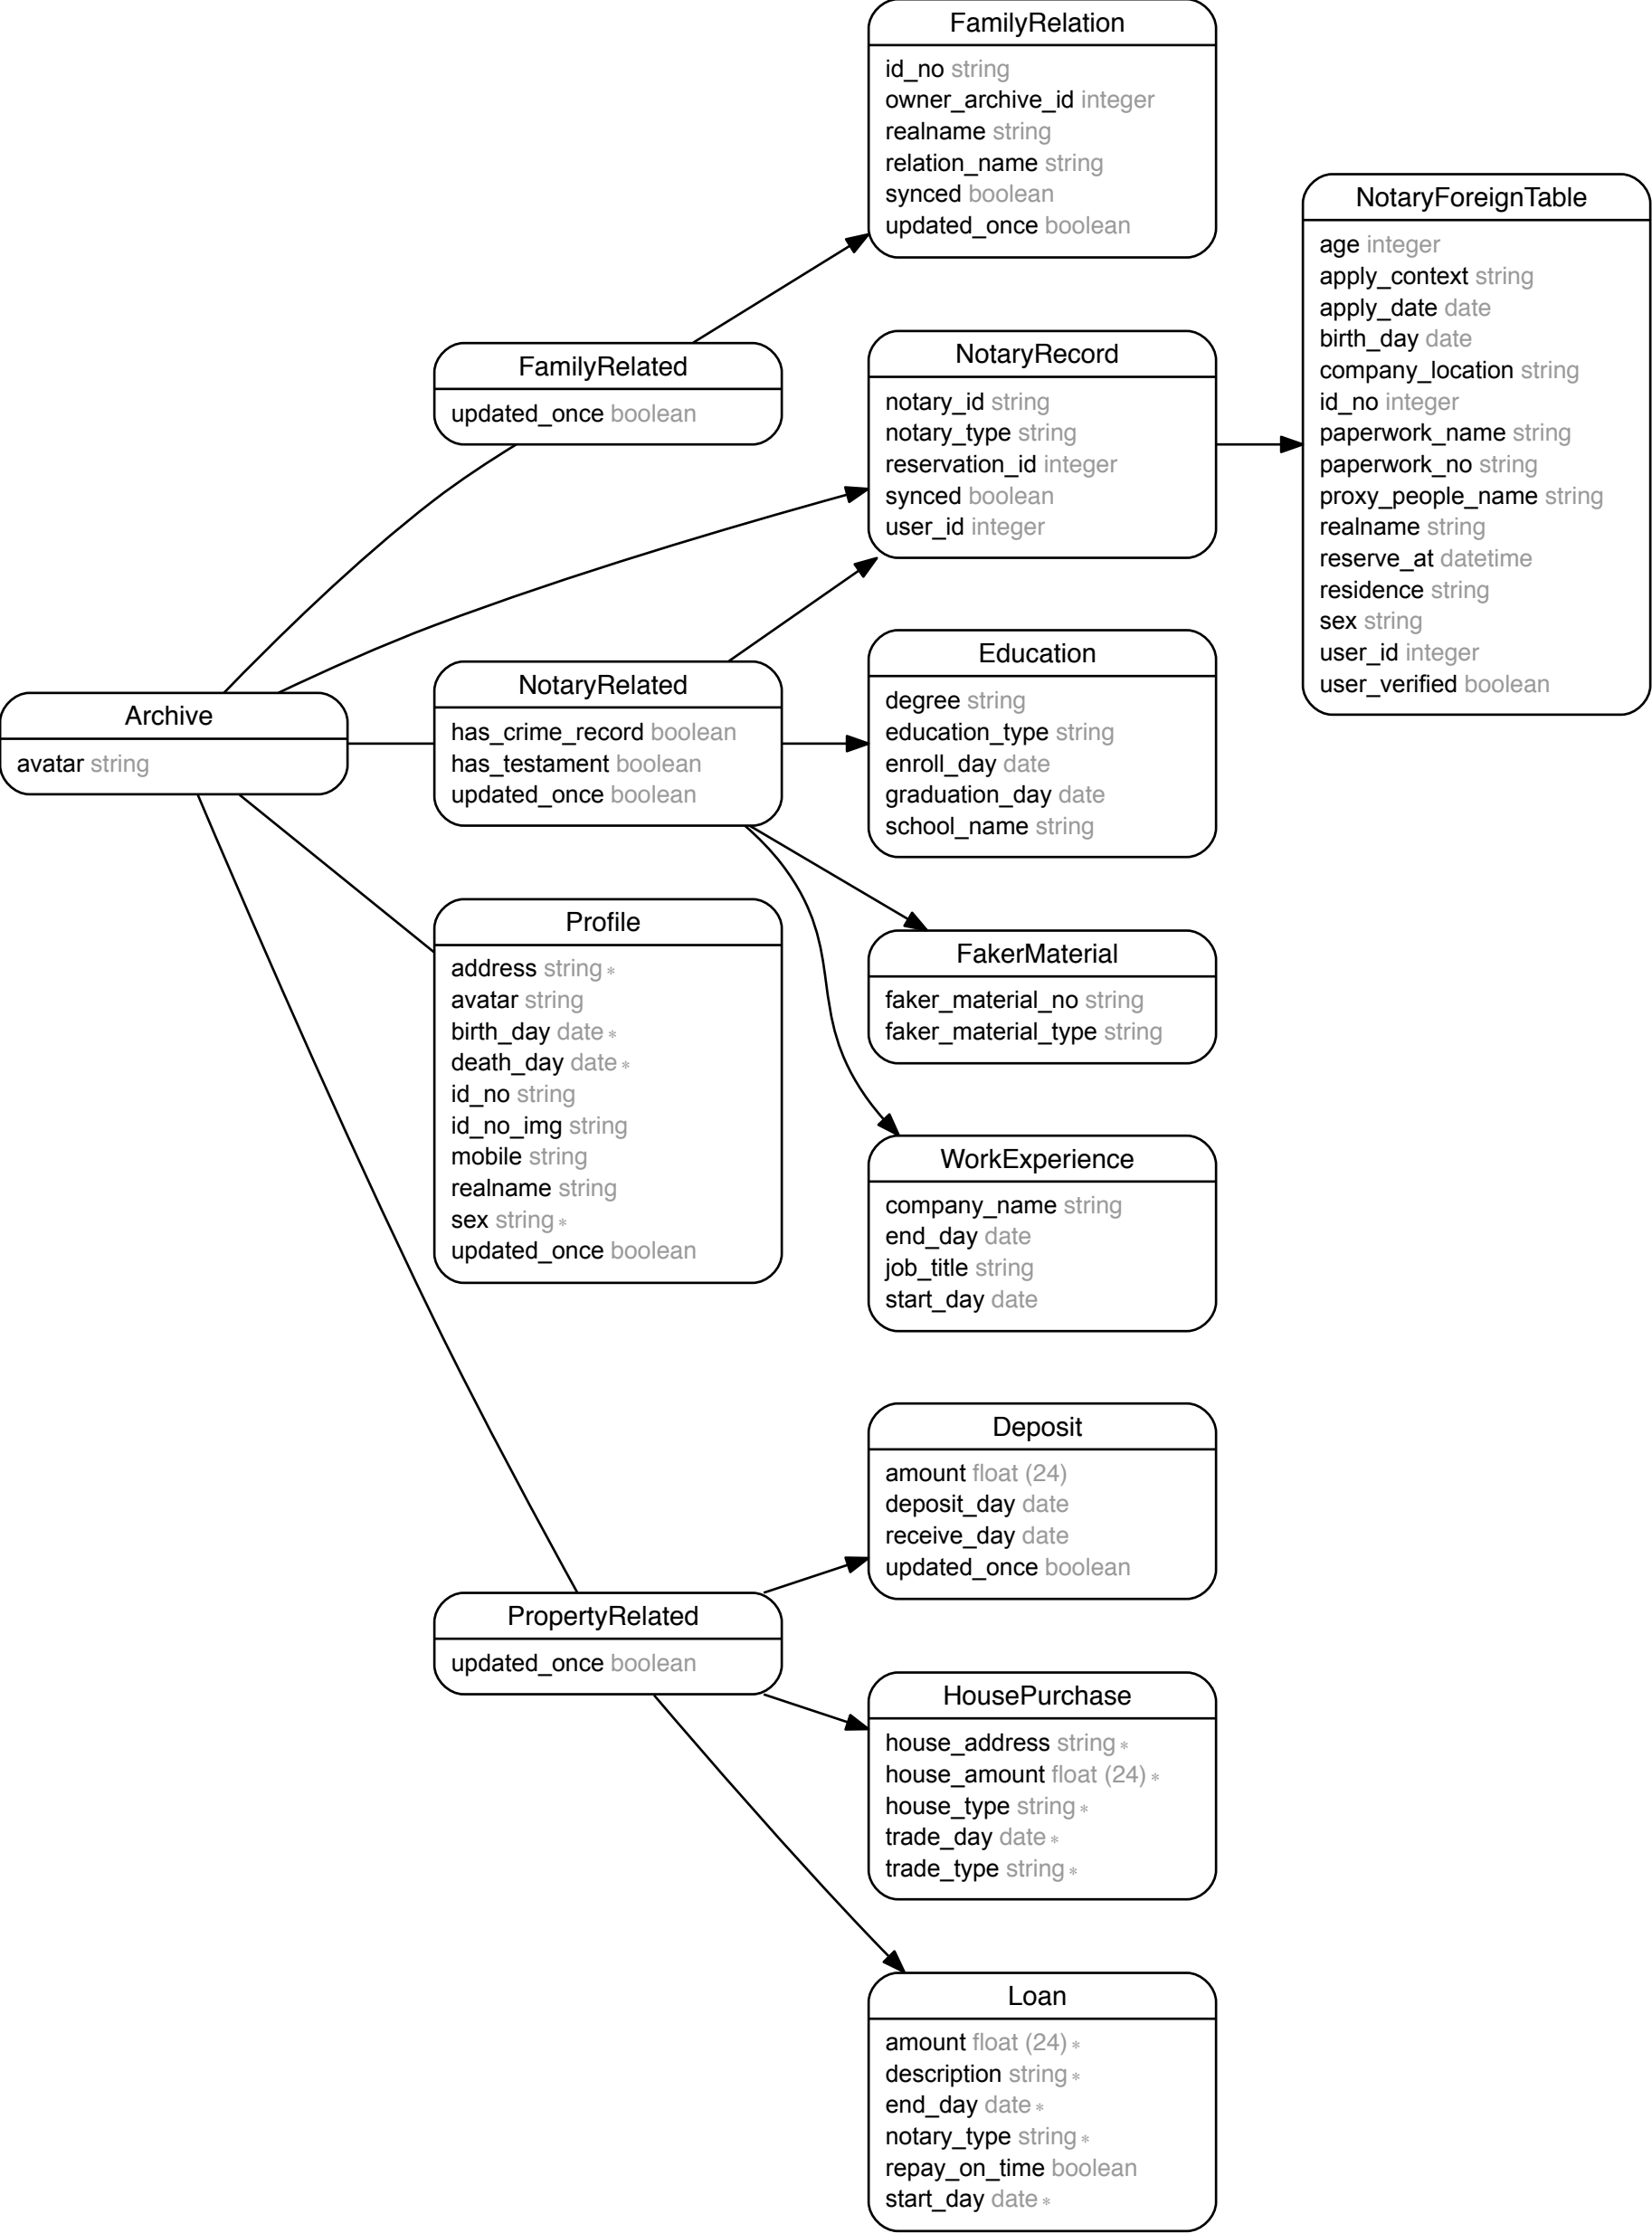 FamilyRelation
id_no string
owner_archive_id integer
realname string
relation_name string
synced boolean
updated_once boolean
NotaryForeignTable
age integer
apply_context string
apply_date date
birth_day date
company_location string
id_no integer
paperwork_name string
paperwork_no string
proxy_people_name string
realname string
reserve_at datetime
residence string
sex string
user_id integer
user_verified boolean
FamilyRelated
updated_once boolean
NotaryRecord
notary_id string
notary_type string
reservation_id integer
synced boolean
user_id integer
Archive
avatar string
NotaryRelated
has_crime_record boolean
has_testament boolean
updated_once boolean
Education
degree string
education_type string
enroll_day date
graduation_day date
school_name string
Profile
address string *
avatar string
birth_day date *
death_day date *
id_no string
id_no_img string
mobile string
realname string
sex string *
updated_once boolean
FakerMaterial
faker_material_no string
faker_material_type string
WorkExperience
company_name string
end_day date
job_title string
start_day date
Deposit
amount float (24)
deposit_day date
receive_day date
updated_once boolean
PropertyRelated
updated_once boolean
HousePurchase
house_address string *
house_amount float (24) *
house_type string *
trade_day date *
trade_type string *
Loan
amount float (24) *
description string *
end_day date *
notary_type string *
repay_on_time boolean
start_day date *